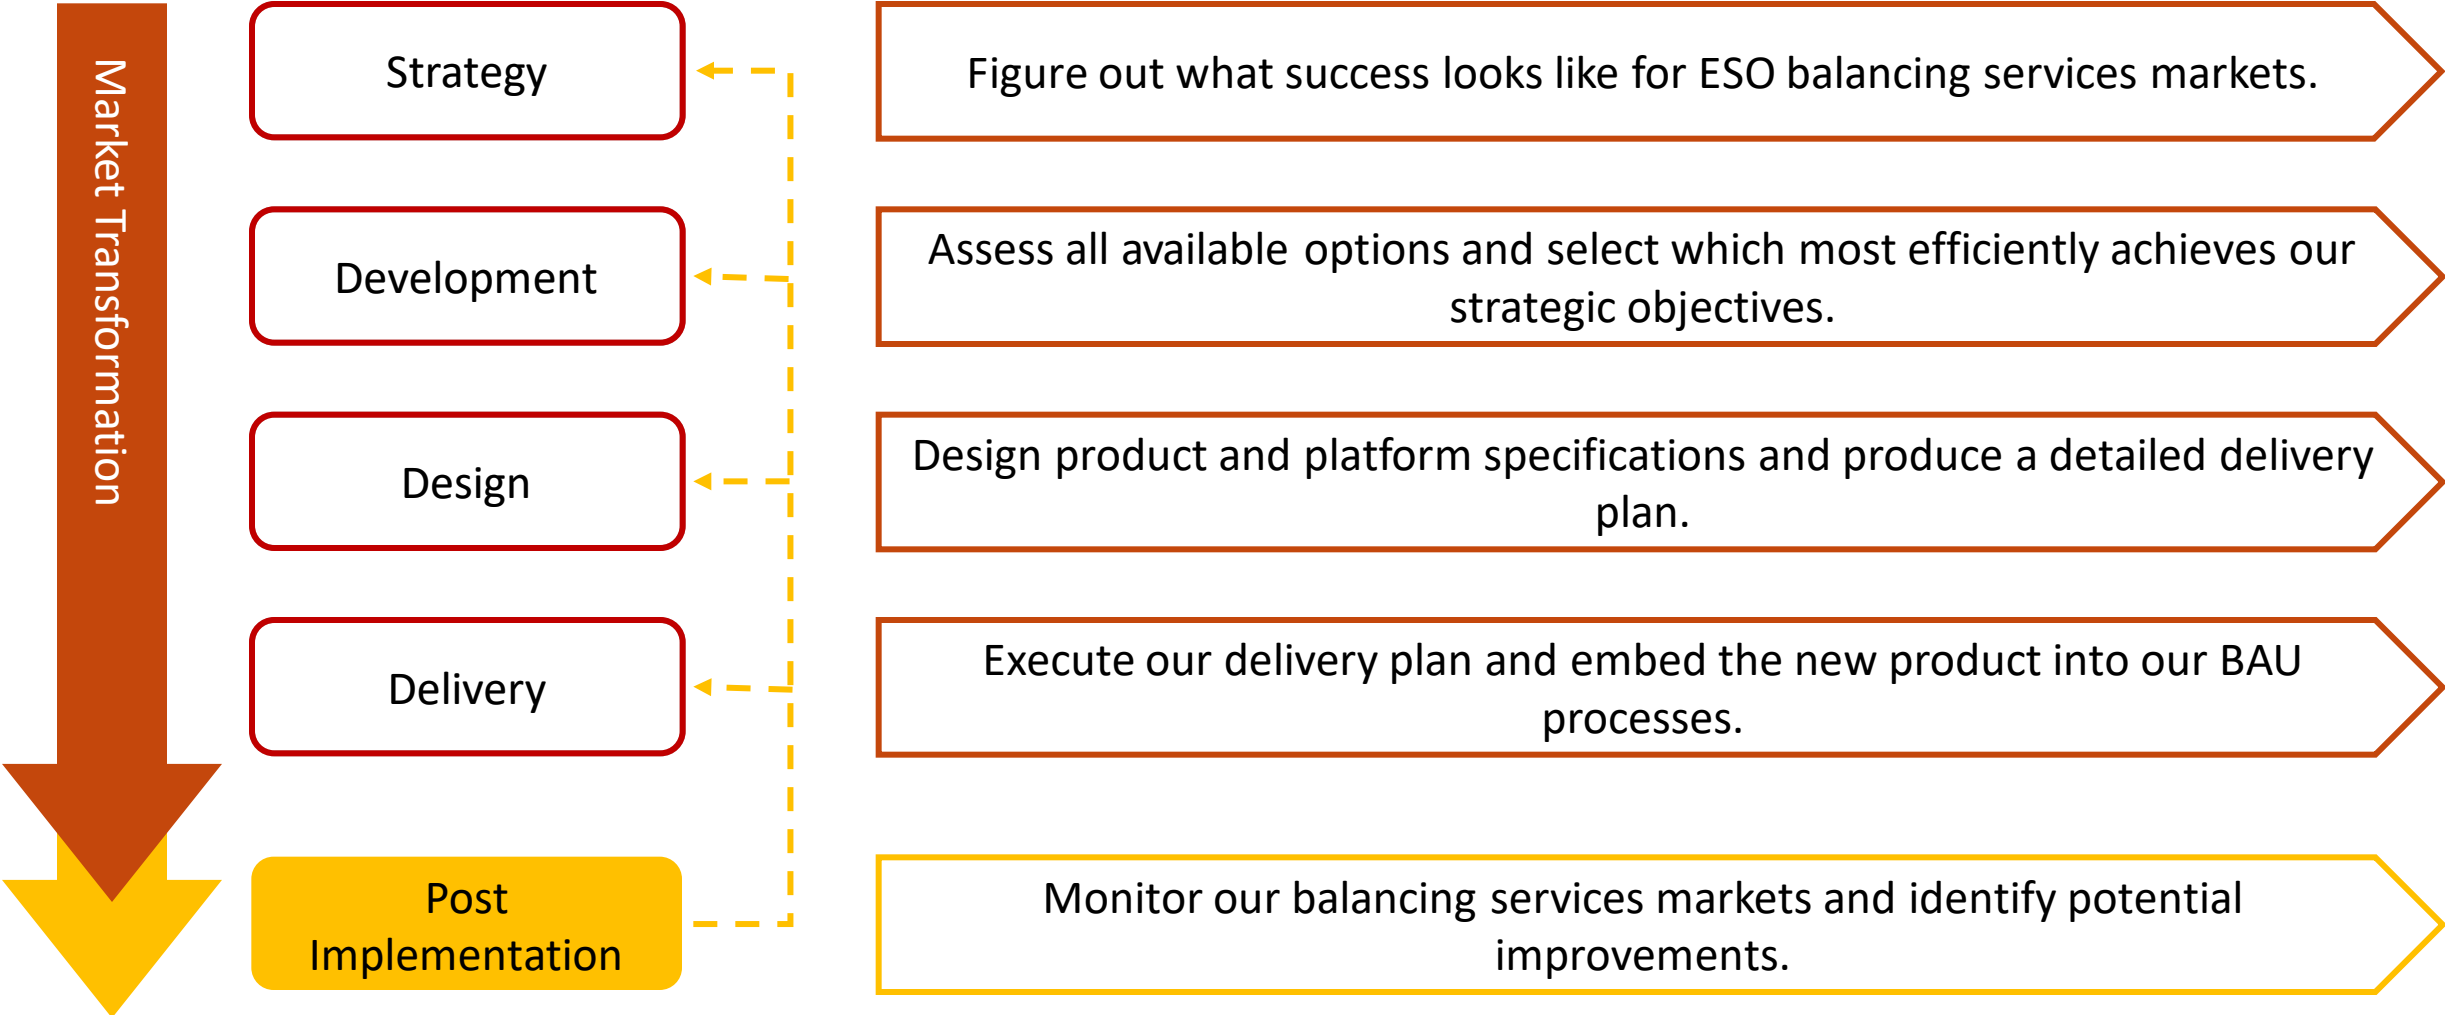 Market Transformation
Strategy
Figure out what success looks like for ESO balancing services markets.
Development
Assess all available options and select which most efficiently achieves our
strategic objectives.
Design
Design product and platform specifications and produce a detailed delivery
plan.
Delivery
Execute our delivery plan and embed the new product into our BAU
processes.
Post
Implementation
Monitor our balancing services markets and identify potential
improvements.